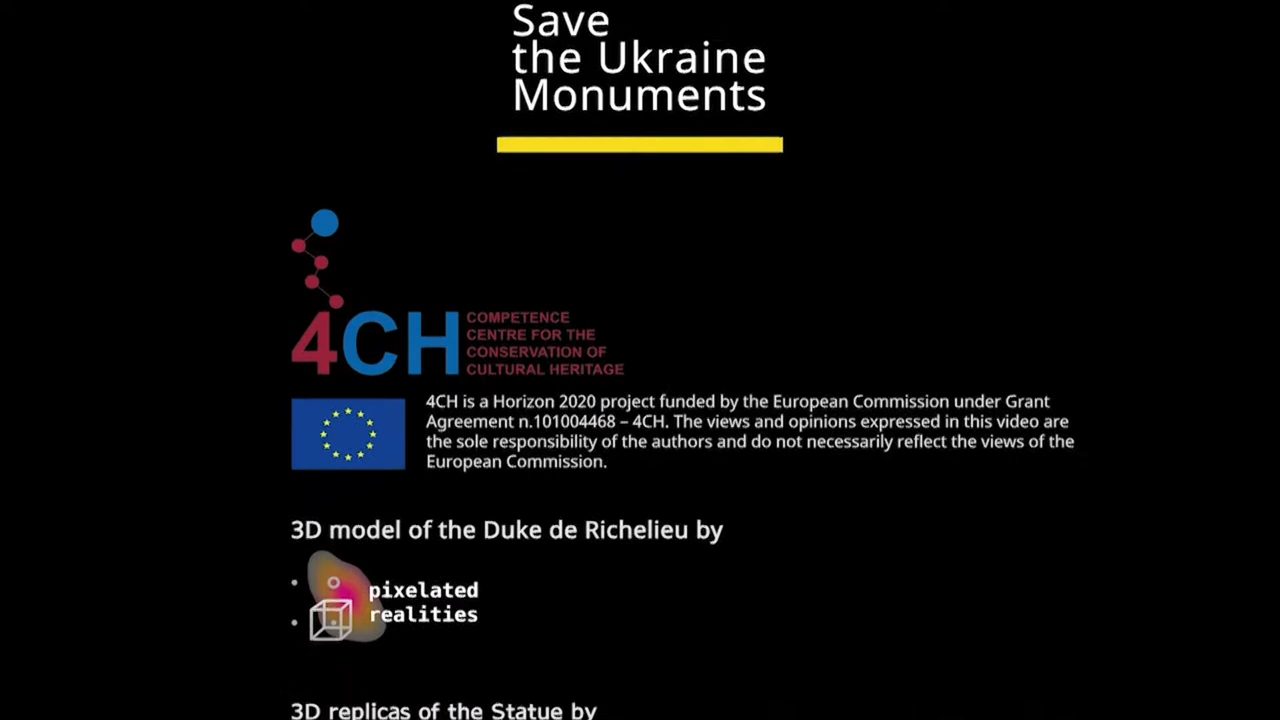 Save
the Ukraine
Monuments
4CH
COMPETENCE
CENTRE FOR THE
CONSERVATION OF
CULTURAL HERITAGE
4CH is a Horizon 2020 project funded by the European Commission under Grant
Agreement n.101004468 – 4CH. The views and opinions expressed in this video are
the sole responsibility of the authors and do not necessarily reflect the views of the
European Commission.
3D model of the Duke de Richelieu by
pixelated
realities
3D replicas of the Statue by